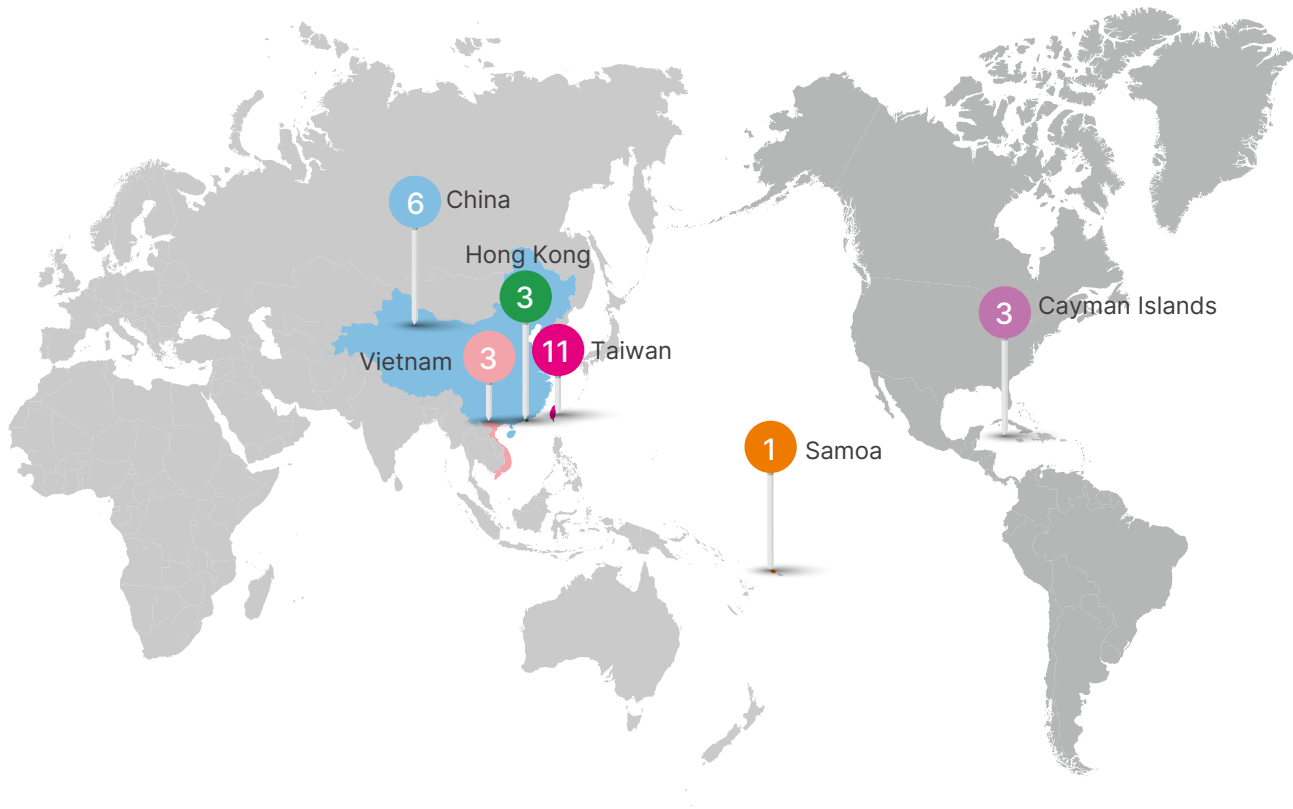 6 China
Hong Kong
3
3 Cayman Islands
11 Taiwan
Vietnam 3
1 Samoa